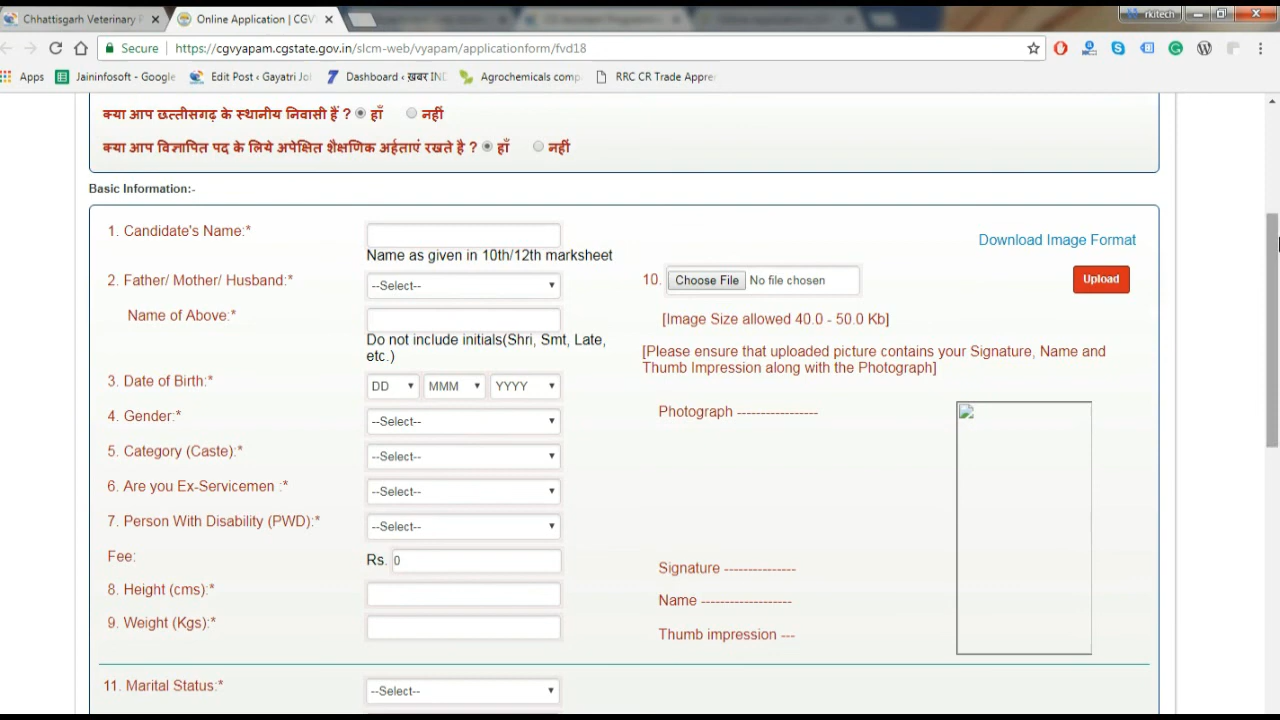 Chhattisgarh Veterinary P
Online Application | CGV
rkitech
Secure
https://cgvyapam.cgstate.gov.in/slcm-web/vyapam/applicationform/fvd18
Apps
Jaininfosoft - Google
Edit Post ‹ Gayatri Jo
Dashboard ‹ ख़बर IND
Agrochemicals comp
RRC CR Trade Appre
क्या आप छत्तीसगढ़ के स्थानीय निवासी हैं ? हाँ नहीं
क्या आप विज्ञापित पद के लिये अपेक्षित शैक्षणिक अर्हताएं रखते है ? हाँ नहीं
Basic Information:-
1. Candidate's Name:*
Name as given in 10th/12th marksheet
2. Father/ Mother/ Husband:* --Select--
Name of Above:*
Do not include initials(Shri, Smt, Late,
etc.)
3. Date of Birth:* DD MMM YYYY
4. Gender:* --Select--
5. Category (Caste):* --Select--
6. Are you Ex-Servicemen :* --Select--
7. Person With Disability (PWD):* --Select--
Fee: Rs. 0
8. Height (cms):*
9. Weight (Kgs):*
Download Image Format
10. Choose File No file chosen Upload
[Image Size allowed 40.0 - 50.0 Kb]
[Please ensure that uploaded picture contains your Signature, Name and
Thumb Impression along with the Photograph]
Photograph -----------------
Signature ---------------
Name -------------------
Thumb impression ---
11. Marital Status:* --Select--